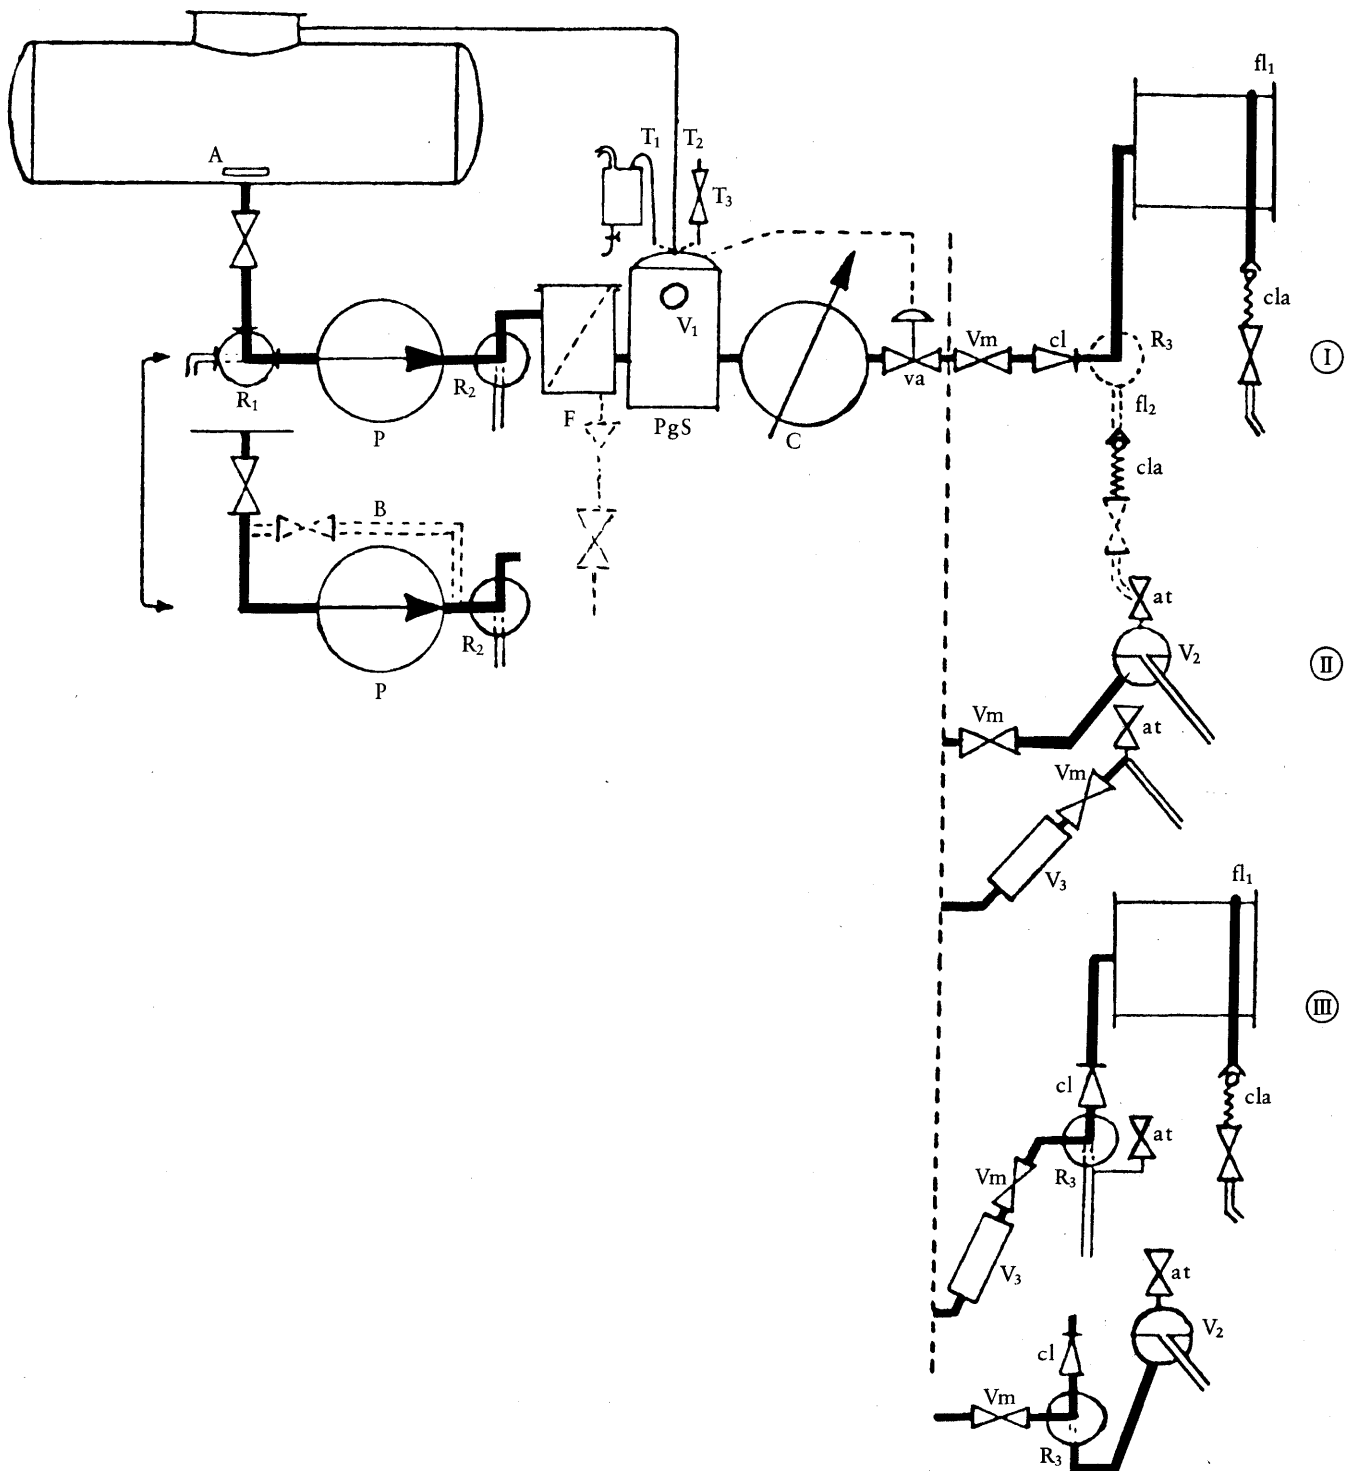 fl₁
A
T₁
T₂
T₃
cla
V₁
Vm
cl
R₃
I
va
R₁
R₂
P
F
PgS
C
fl₂
cla
B
at
R₂
V₂
II
P
Vm
at
Vm
V₃
fl₁
III
cl
cla
at
Vm
R₃
V₃
at
V₂
cl
Vm
R₃